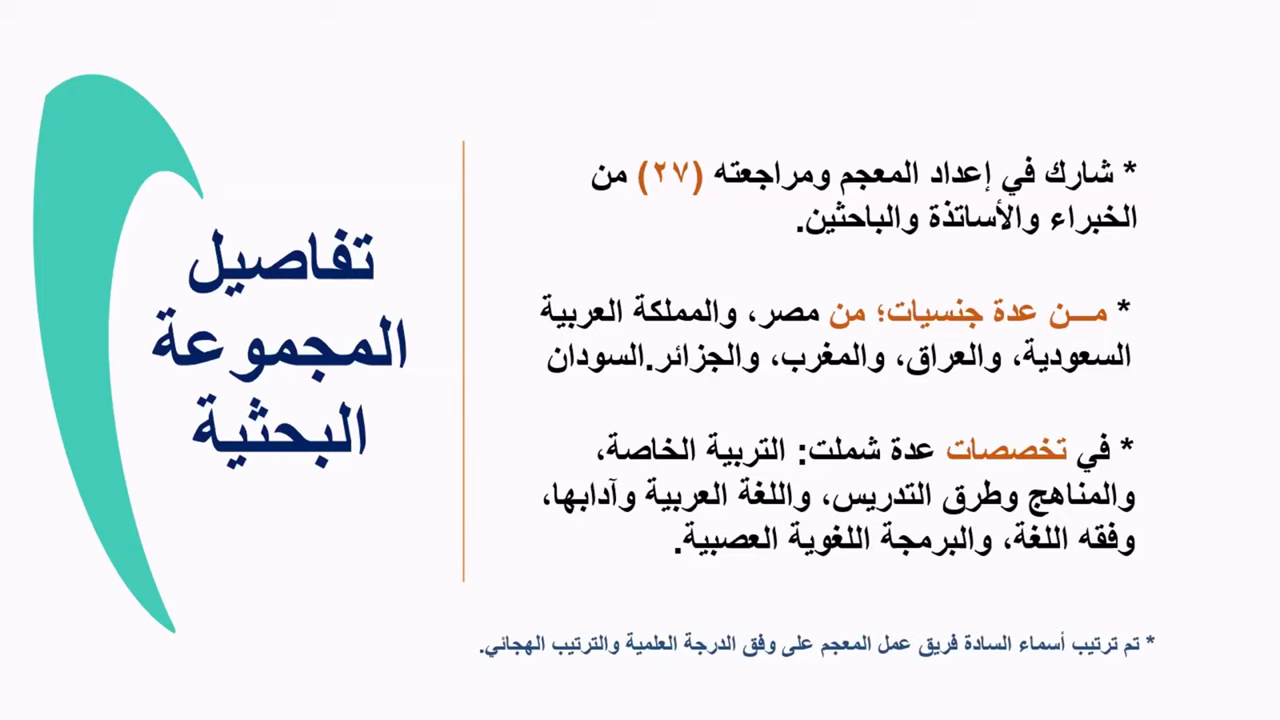 تفاصيل
المجموعة
البحثية
* شارك في إعداد المعجم ومراجعته (٢٧) من
الخبراء والأساتذة والباحثين.
* مـــن عدة جنسيات؛ من مصر، والمملكة العربية
السعودية، والعراق، والمغرب، والجزائر.السودان
* في تخصصات عدة شملت: التربية الخاصة،
والمناهج وطرق التدريس، واللغة العربية وآدابها،
وفقه اللغة، والبرمجة اللغوية العصبية.
* تم ترتيب أسماء السادة فريق عمل المعجم على وفق الدرجة العلمية والترتيب الهجائي.